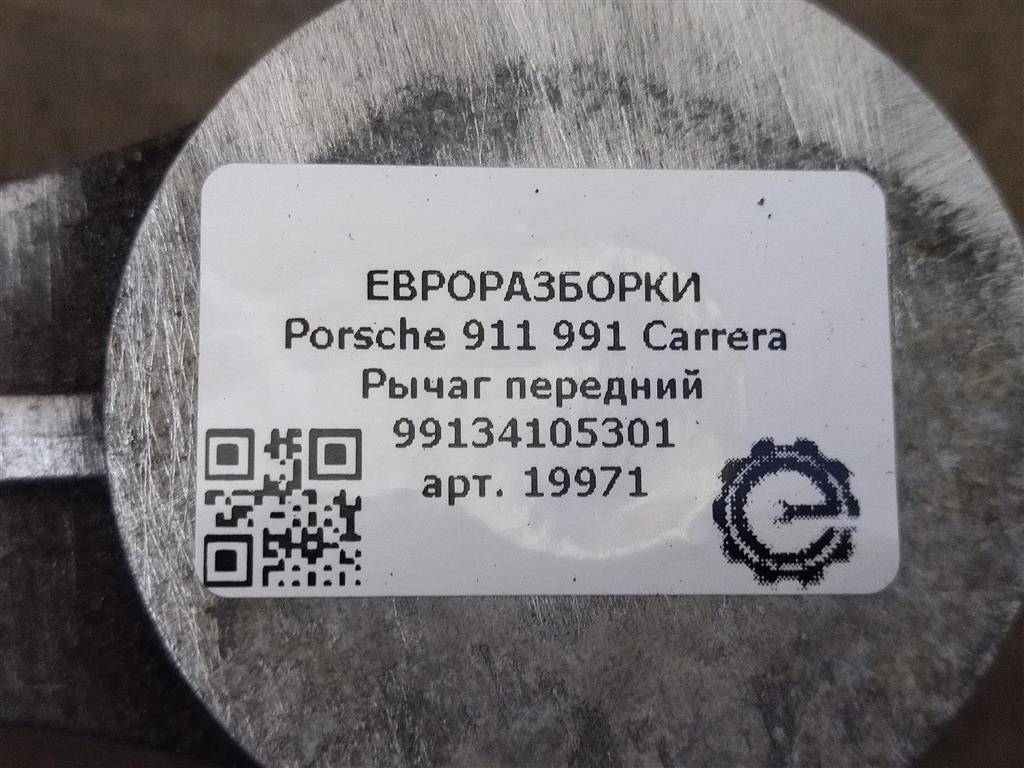 ЕВРОРАЗБОРКИ
Porsche 911 991 Carrera
Рычаг передний
99134105301
арт. 19971